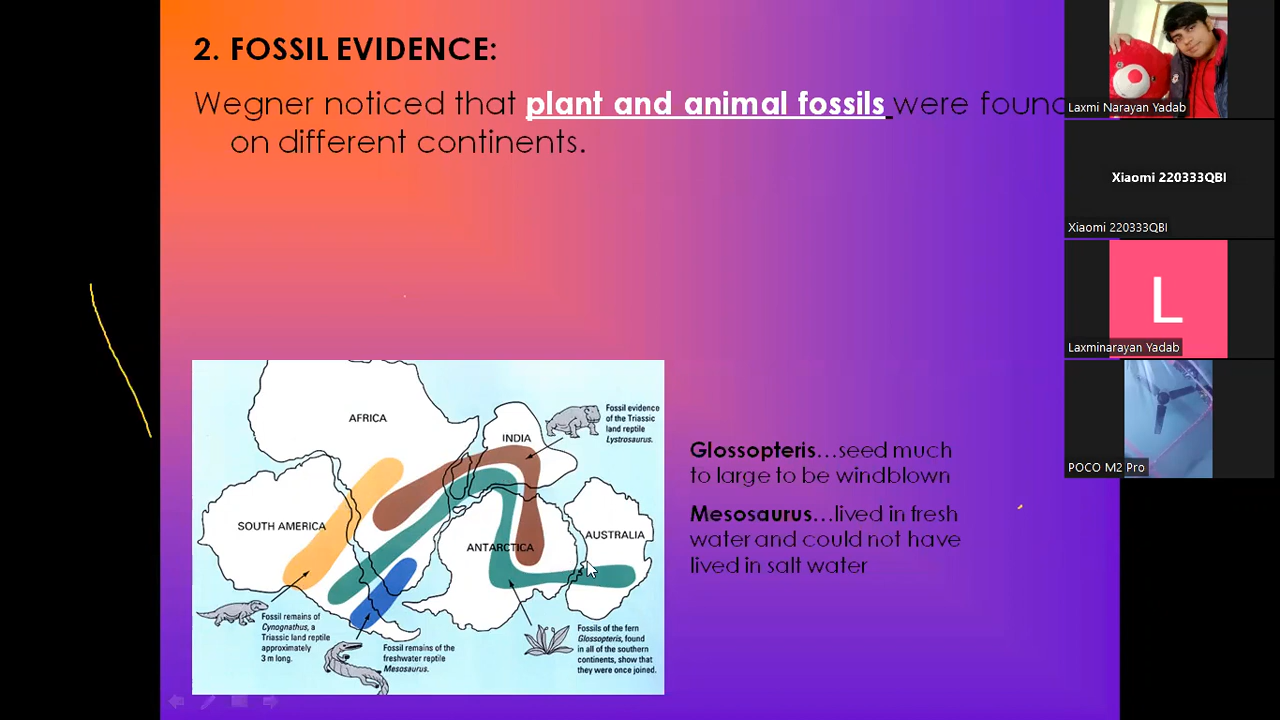 2. FOSSIL EVIDENCE:
Wegner noticed that plant and animal fossils were found
on different continents.
AFRICA
INDIA
Fossil evidence
of the Triassic
land reptile
Lystrosaurus.
SOUTH AMERICA
ANTARCTICA
AUSTRALIA
Fossil remains of
Cynognathus, a
Triassic land reptile
approximately
3 m long.
Fossil remains of the
freshwater reptile
Mesosaurus.
Fossils of the fern
Glossopteris, found
in all of the southern
continents, show that
they were once joined.
Glossopteris...seed much
to large to be windblown
Mesosaurus...lived in fresh
water and could not have
lived in salt water
Laxmi Narayan Yadab
Xiaomi 220333QBI
Xiaomi 220333QBI
L
Laxminarayan Yadab
POCO M2 Pro